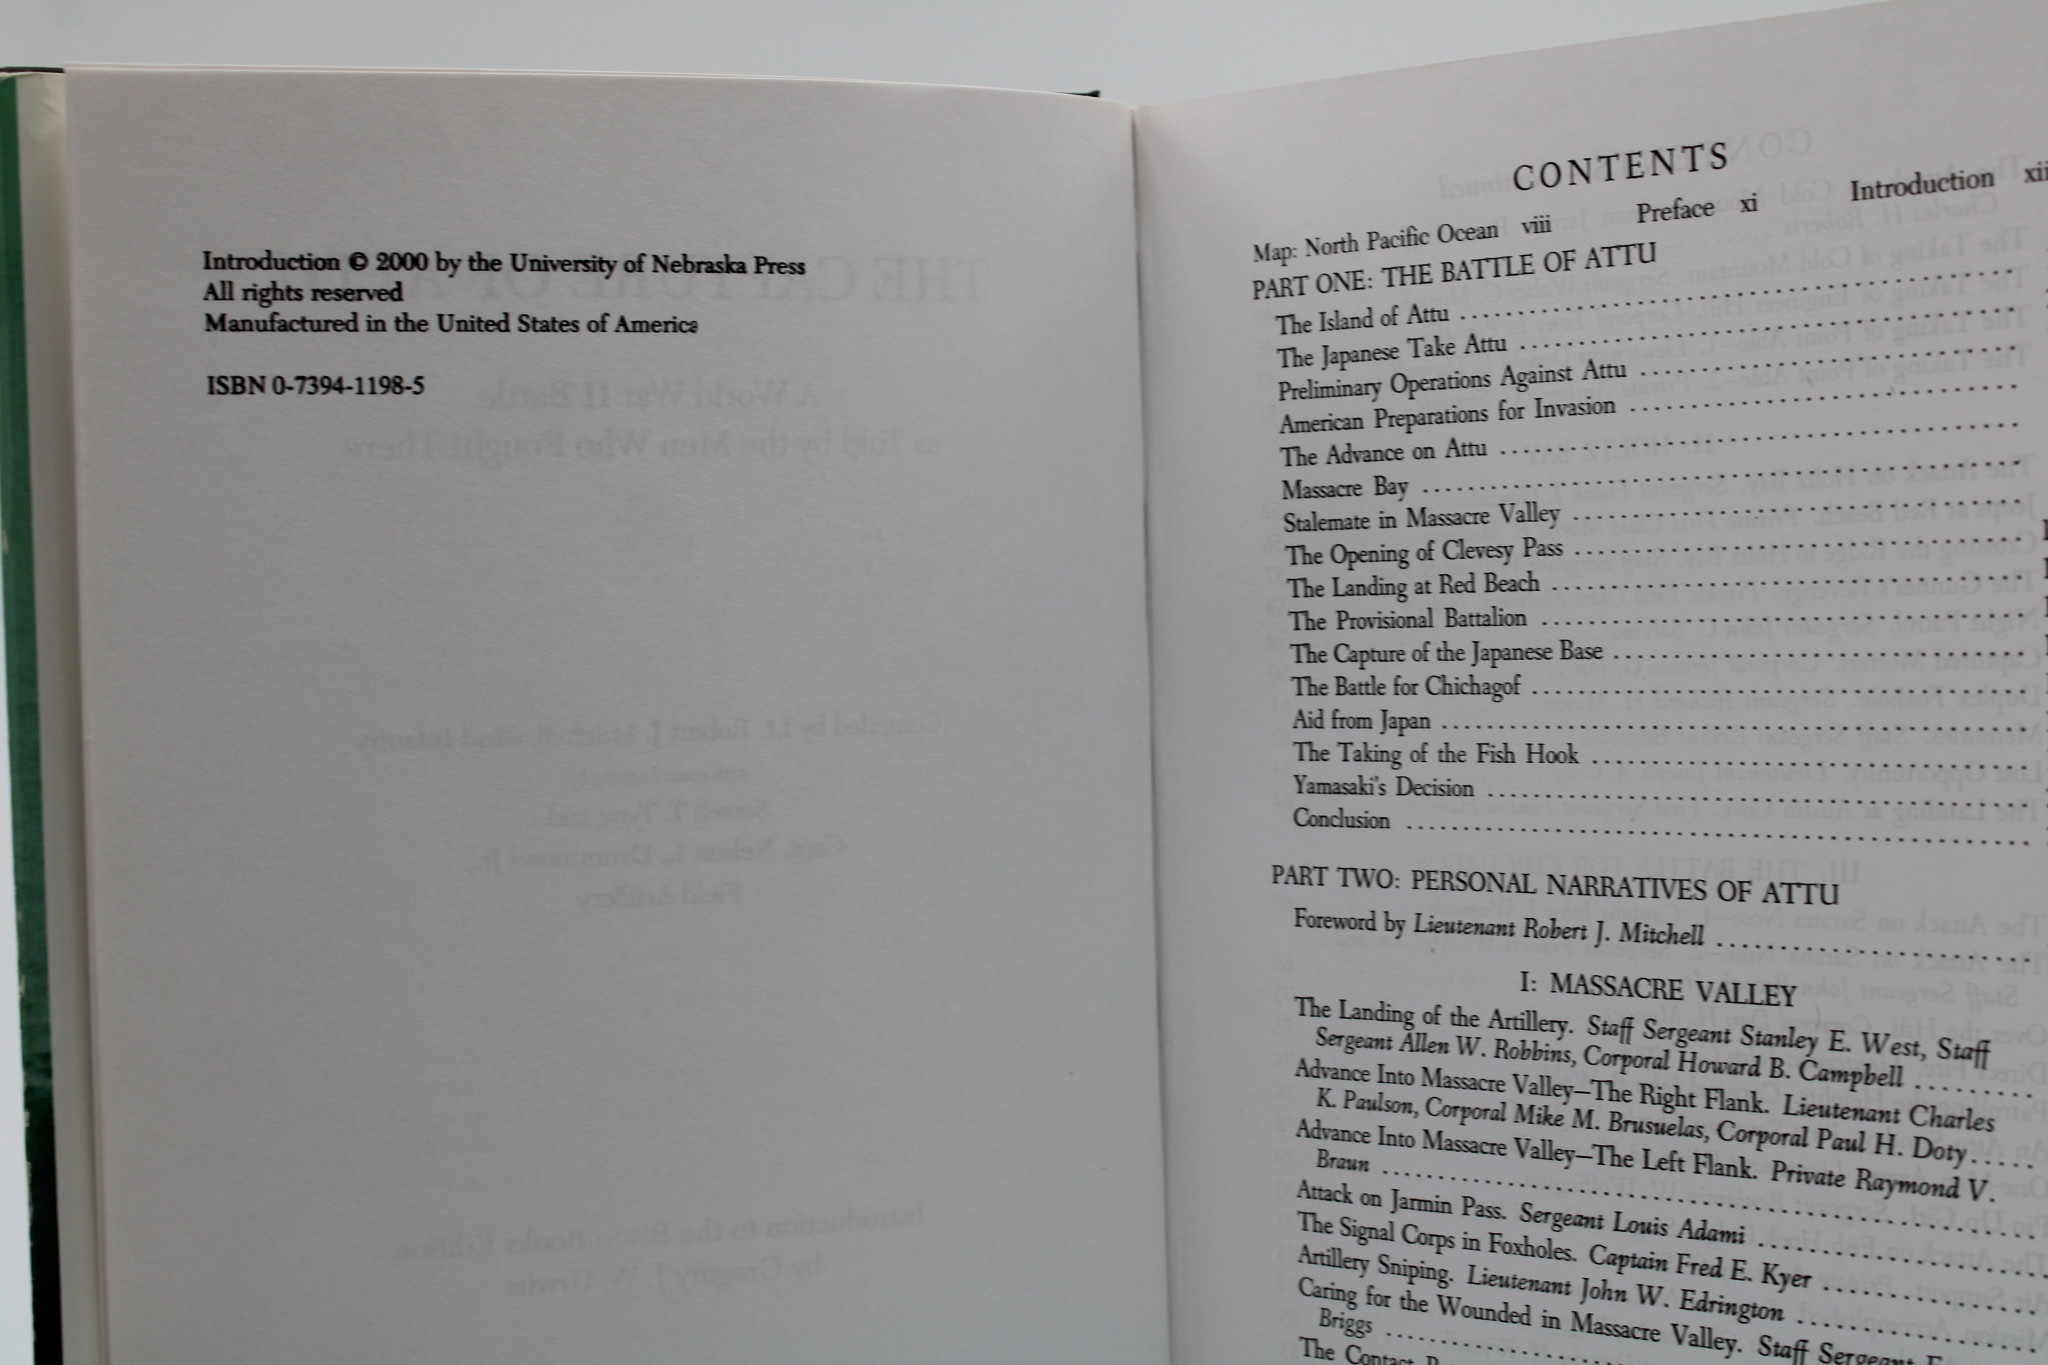 Introduction © 2000 by the University of Nebraska Press
All rights reserved
Manufactured in the United States of America
ISBN 0-7394-1198-5
CONTENTS
Map: North Pacific Ocean viii Preface xi Introduction xii
PART ONE: THE BATTLE OF ATTU
The Island of Attu
The Japanese Take Attu
Preliminary Operations Against Attu
American Preparations for Invasion
The Advance on Attu
Massacre Bay
Stalemate in Massacre Valley
The Opening of Clevesy Pass
The Landing at Red Beach
The Provisional Battalion
The Capture of the Japanese Base
The Battle for Chichagof
Aid from Japan
The Taking of the Fish Hook
Yamasaki's Decision
Conclusion
PART TWO: PERSONAL NARRATIVES OF ATTU
Foreword by Lieutenant Robert J. Mitchell
I: MASSACRE VALLEY
The Landing of the Artillery. Staff Sergeant Stanley E. West, Staff
Sergeant Allen W. Robbins, Corporal Howard B. Campbell
Advance Into Massacre Valley—The Right Flank. Lieutenant Charles
K. Paulson, Corporal Mike M. Brusuelas, Corporal Paul H. Doty
Advance Into Massacre Valley—The Left Flank. Private Raymond V.
Braun
Attack on Jarmin Pass. Sergeant Louis Adami
The Signal Corps in Foxholes. Captain Fred E. Kyer
Artillery Sniping. Lieutenant John W. Edrington
Caring for the Wounded in Massacre Valley. Staff Sergeant
Briggs
The Contact